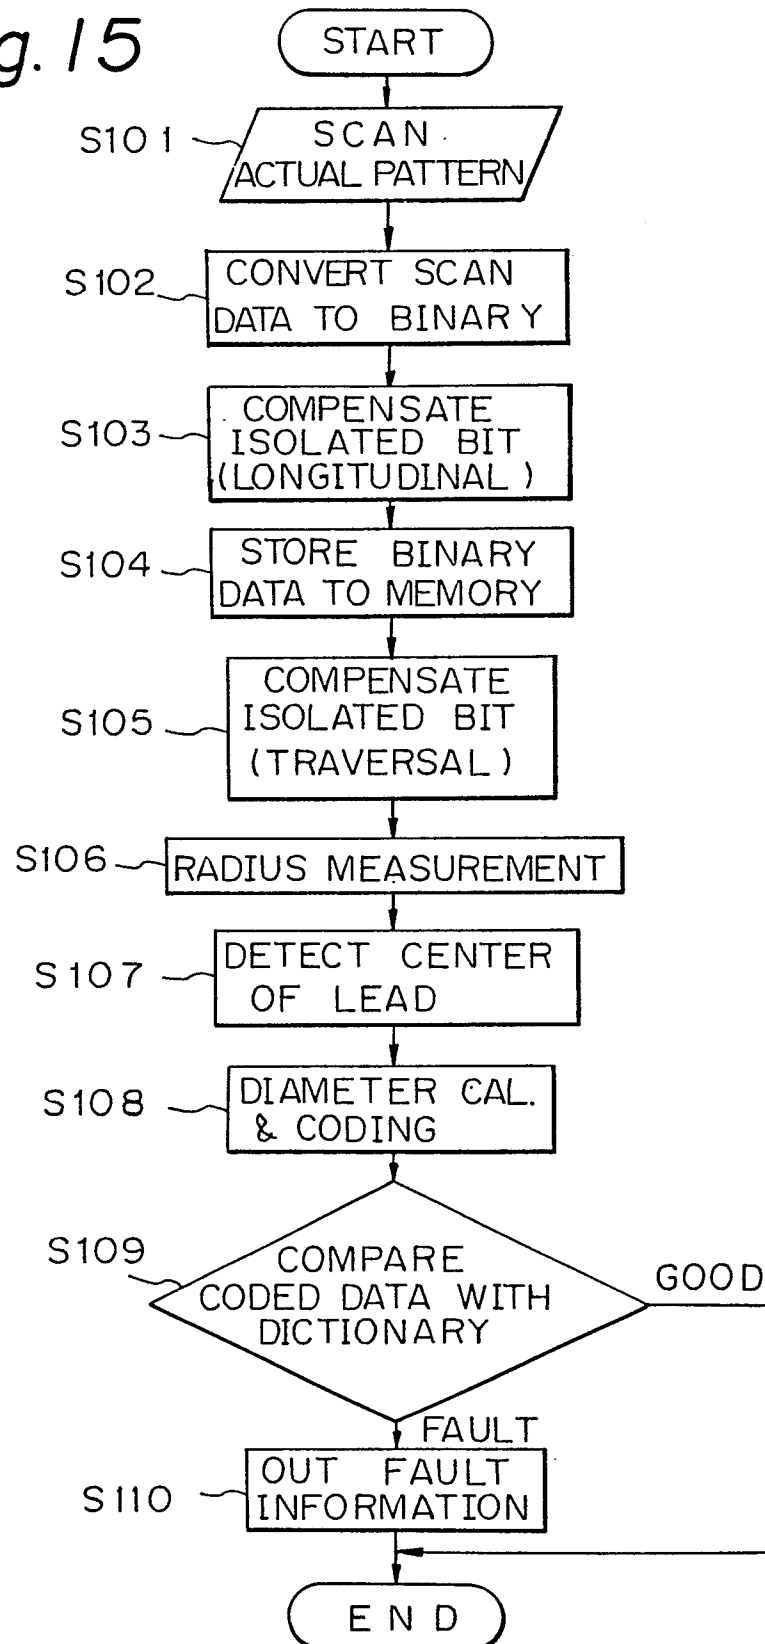 g. 15
START
S101
SCAN
ACTUAL PATTERN
S102
CONVERT SCAN
DATA TO BINARY
S103
COMPENSATE
ISOLATED BIT
(LONGITUDINAL)
S104
STORE BINARY
DATA TO MEMORY
S105
COMPENSATE
ISOLATED BIT
(TRAVERSAL)
S106
RADIUS MEASUREMENT
S107
DETECT CENTER
OF LEAD
S108
DIAMETER CAL.
& CODING
S109
COMPARE
CODED DATA WITH
DICTIONARY
GOOD
FAULT
S110
OUT FAULT
INFORMATION
END